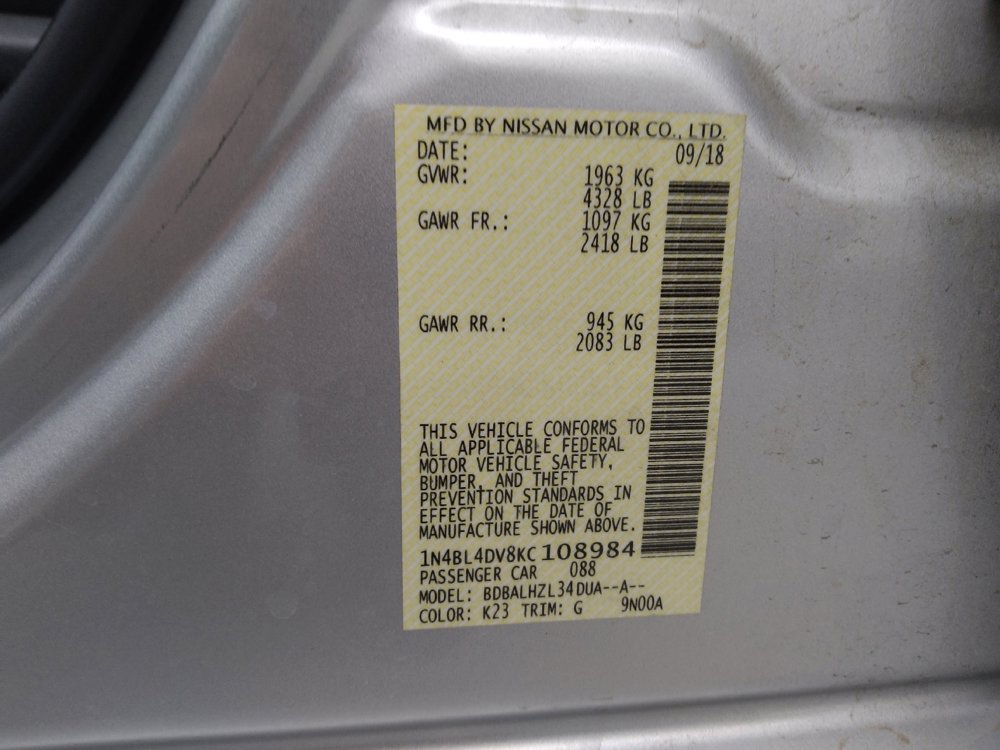 MFD BY NISSAN MOTOR CO., LTD.
DATE: 09/18
GVWR: 1963 KG
4328 LB
GAWR FR.: 1097 KG
2418 LB
GAWR RR.: 945 KG
2083 LB
THIS VEHICLE CONFORMS TO
ALL APPLICABLE FEDERAL
MOTOR VEHICLE SAFETY,
BUMPER, AND THEFT
PREVENTION STANDARDS IN
EFFECT ON THE DATE OF
MANUFACTURE SHOWN ABOVE.
1N4BL4DV8KC108984
PASSENGER CAR 088
MODEL: BDBALHZL34DUA--A--
COLOR: K23 TRIM: G 9N00A